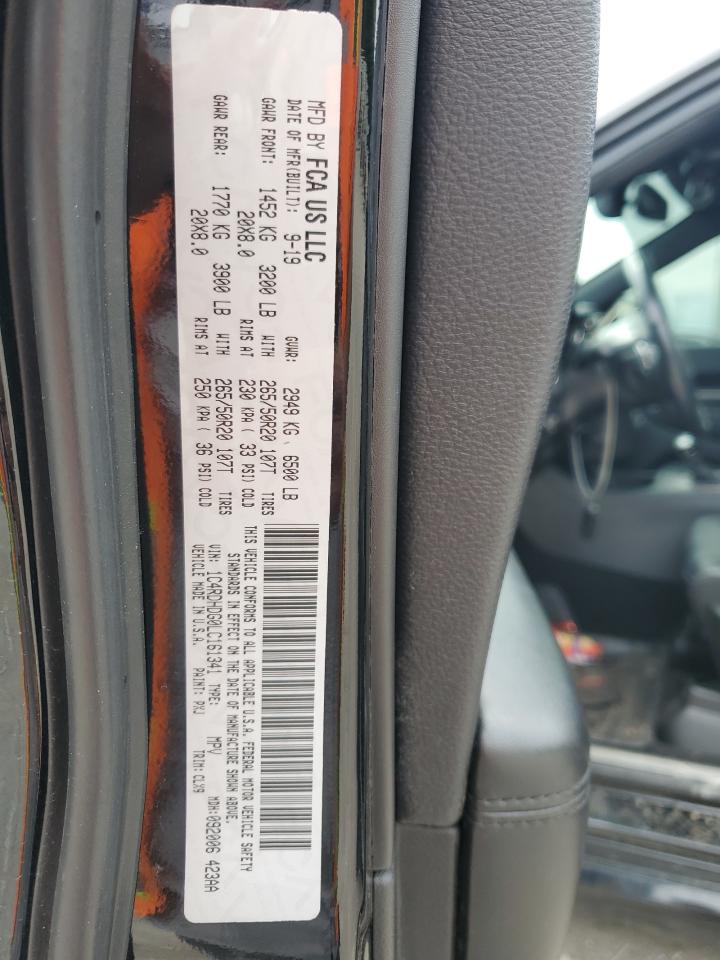 MFD BY FCA US LLC
DATE OF MFR(BUILT): 9-19 GVWR: 2949 KG , 6500 LB
GAWR FRONT: 1452 KG 3200 LB WITH 265/50R20 107T TIRES
20X8.0 RIMS AT 230 KPA ( 33 PSI) COLD
GAWR REAR: 1770 KG 3900 LB WITH 265/50R20 107T TIRES
20X8.0 RIMS AT 250 KPA ( 36 PSI) COLD
THIS VEHICLE CONFORMS TO ALL APPLICABLE U.S.A. FEDERAL MOTOR VEHICLE SAFETY
STANDARDS IN EFFECT ON THE DATE OF MANUFACTURE SHOWN ABOVE.
VIN: 1C4RDHDG0LC161341 TYPE: MPV MDH:092006 423AA
VEHICLE MADE IN U.S.A. PAINT: PXJ TRIM: CLX9